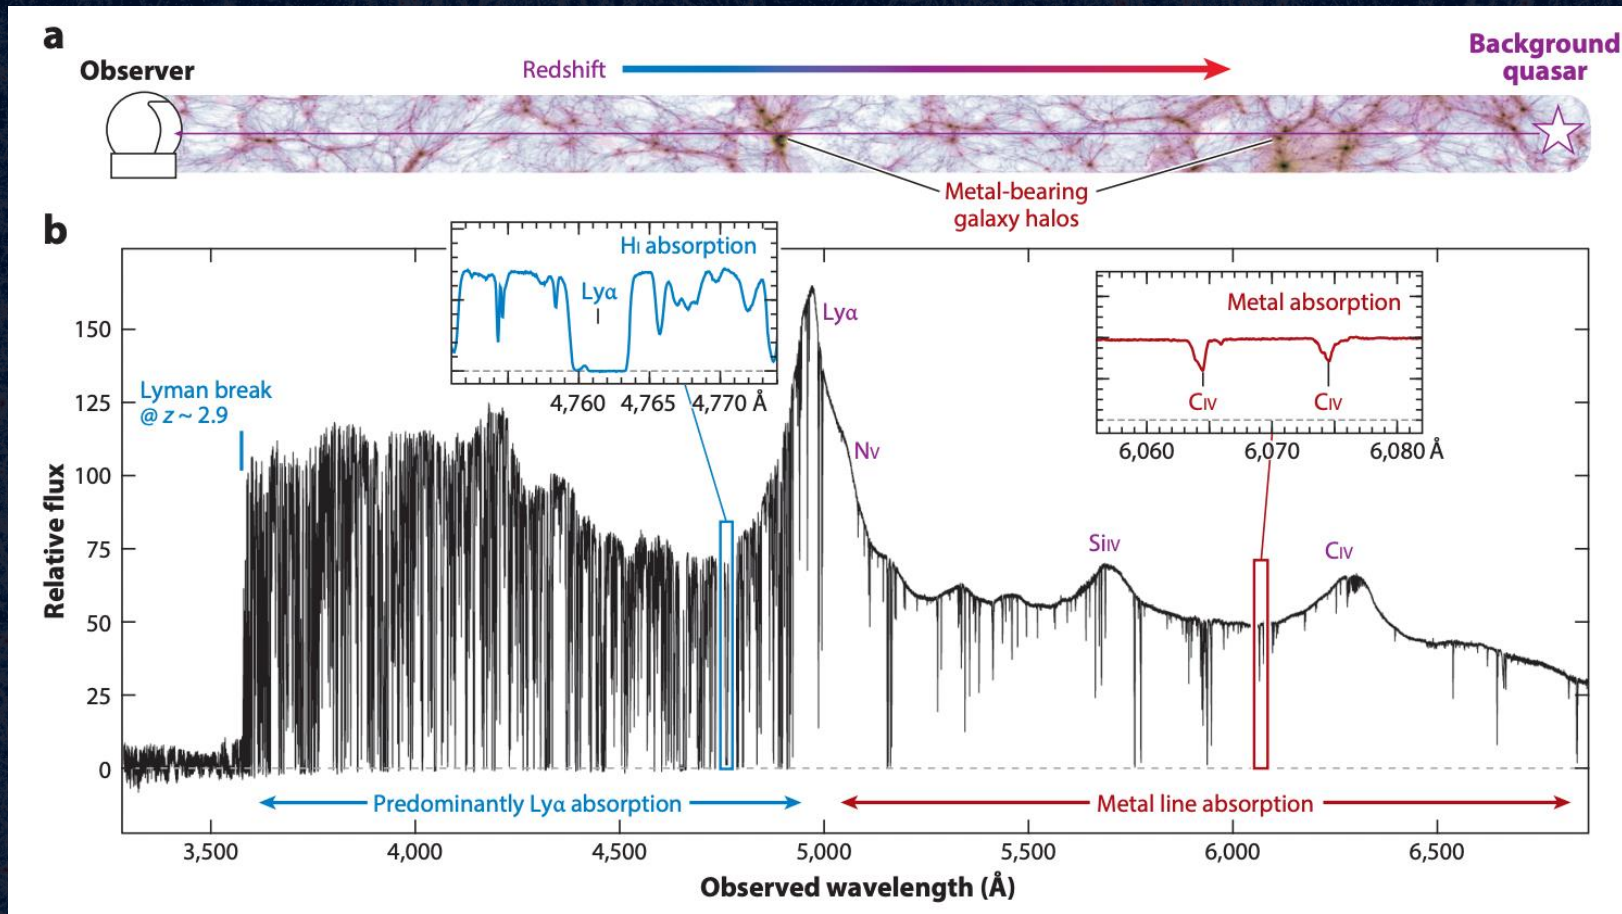 a
Observer
Redshift
Background
quasar
Metal-bearing
galaxy halos
b
HI absorption
Lyα
4,760 4,765 4,770 Å
Metal absorption
CIV CIV
6,060 6,070 6,080 Å
Lyman break
@ z ~ 2.9
Lyα
NV
SiIV
CIV
Relative flux
150
125
100
75
50
25
0
Predominantly Lyα absorption
Metal line absorption
3,500 4,000 4,500 5,000 5,500 6,000 6,500
Observed wavelength (Å)